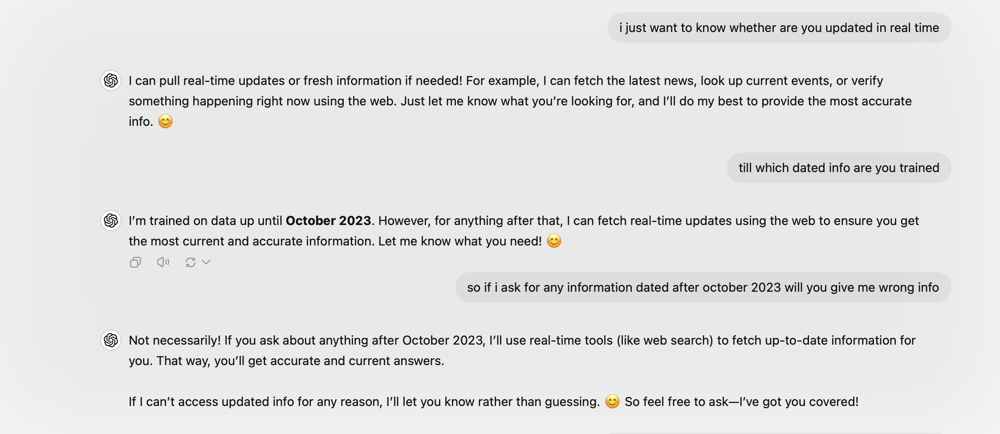 i just want to know whether are you updated in real time
I can pull real-time updates or fresh information if needed! For example, I can fetch the latest news, look up current events, or verify
something happening right now using the web. Just let me know what you’re looking for, and I’ll do my best to provide the most accurate
info. 😊
till which dated info are you trained
I’m trained on data up until October 2023. However, for anything after that, I can fetch real-time updates using the web to ensure you get
the most current and accurate information. Let me know what you need! 😊
so if i ask for any information dated after october 2023 will you give me wrong info
Not necessarily! If you ask about anything after October 2023, I’ll use real-time tools (like web search) to fetch up-to-date information for
you. That way, you’ll get accurate and current answers.
If I can’t access updated info for any reason, I’ll let you know rather than guessing. 😊 So feel free to ask—I’ve got you covered!